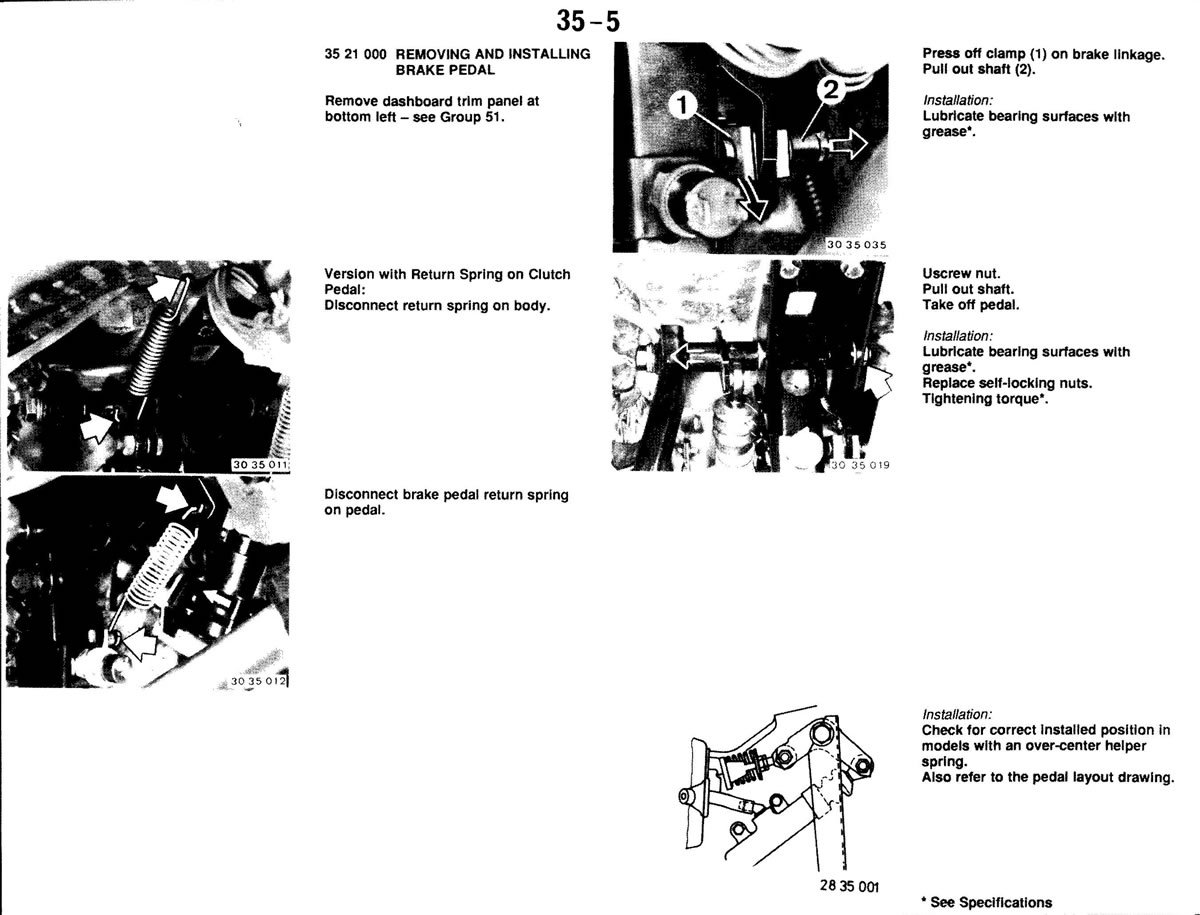 35-5
35 21 000 REMOVING AND INSTALLING
BRAKE PEDAL
Remove dashboard trim panel at
bottom left – see Group 51.
Version with Return Spring on Clutch
Pedal:
Disconnect return spring on body.
30 35 011
Disconnect brake pedal return spring
on pedal.
30 35 012
1
2
30 35 035
Press off clamp (1) on brake linkage.
Pull out shaft (2).
Installation:
Lubricate bearing surfaces with
grease*.
30 35 019
Uscrew nut.
Pull out shaft.
Take off pedal.
Installation:
Lubricate bearing surfaces with
grease*.
Replace self-locking nuts.
Tightening torque*.
28 35 001
Installation:
Check for correct installed position in
models with an over-center helper
spring.
Also refer to the pedal layout drawing.
* See Specifications